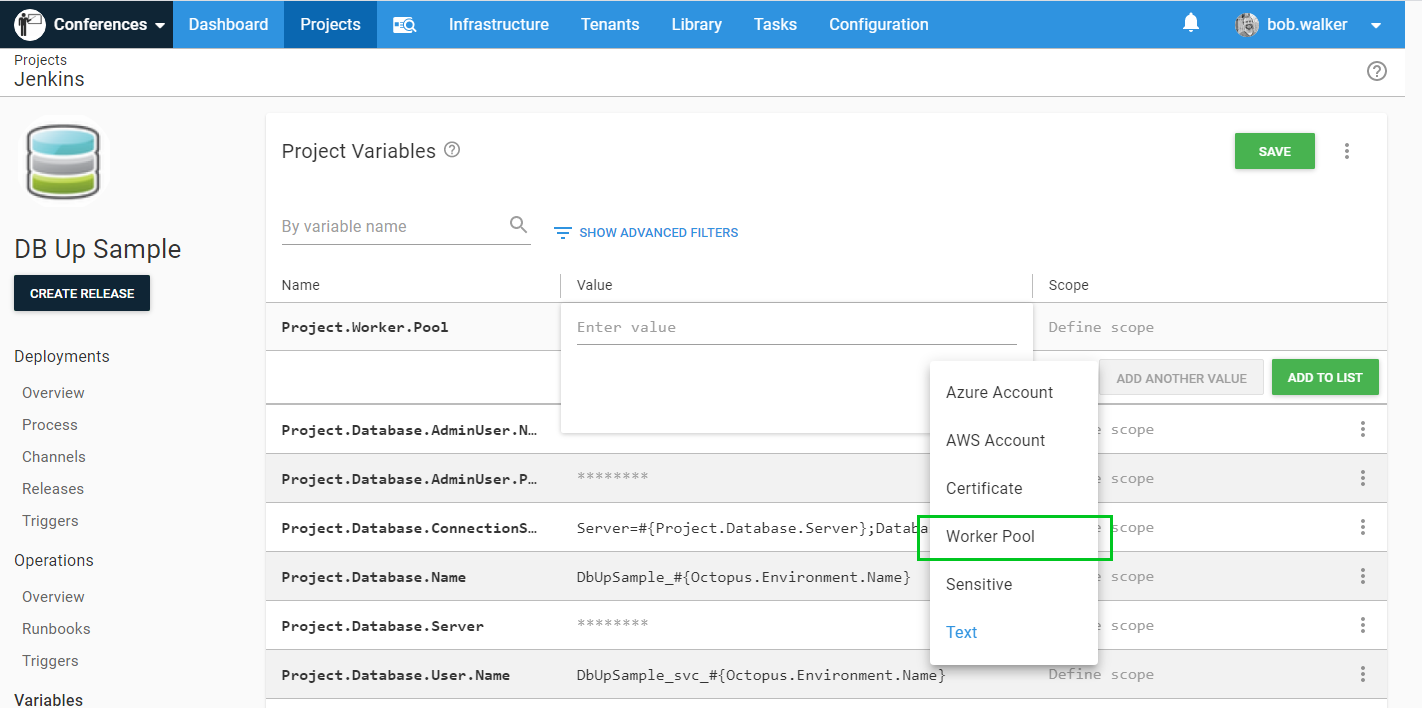 Conferences Dashboard Projects Infrastructure Tenants Library Tasks Configuration bob.walker
Projects
Jenkins
DB Up Sample
CREATE RELEASE
Deployments
Overview
Process
Channels
Releases
Triggers
Operations
Overview
Runbooks
Triggers
Variables
Project Variables
SAVE
By variable name
SHOW ADVANCED FILTERS
Name Value Scope
Project.Worker.Pool Enter value Define scope
ADD ANOTHER VALUE ADD TO LIST
Project.Database.AdminUser.N… scope
Project.Database.AdminUser.P… ******** scope
Project.Database.ConnectionS… Server=#{Project.Database.Server};Databa scope
Project.Database.Name DbUpSample_#{Octopus.Environment.Name} scope
Project.Database.Server ******** scope
Project.Database.User.Name DbUpSample_svc_#{Octopus.Environment.Name} Define scope
Azure Account
AWS Account
Certificate
Worker Pool
Sensitive
Text